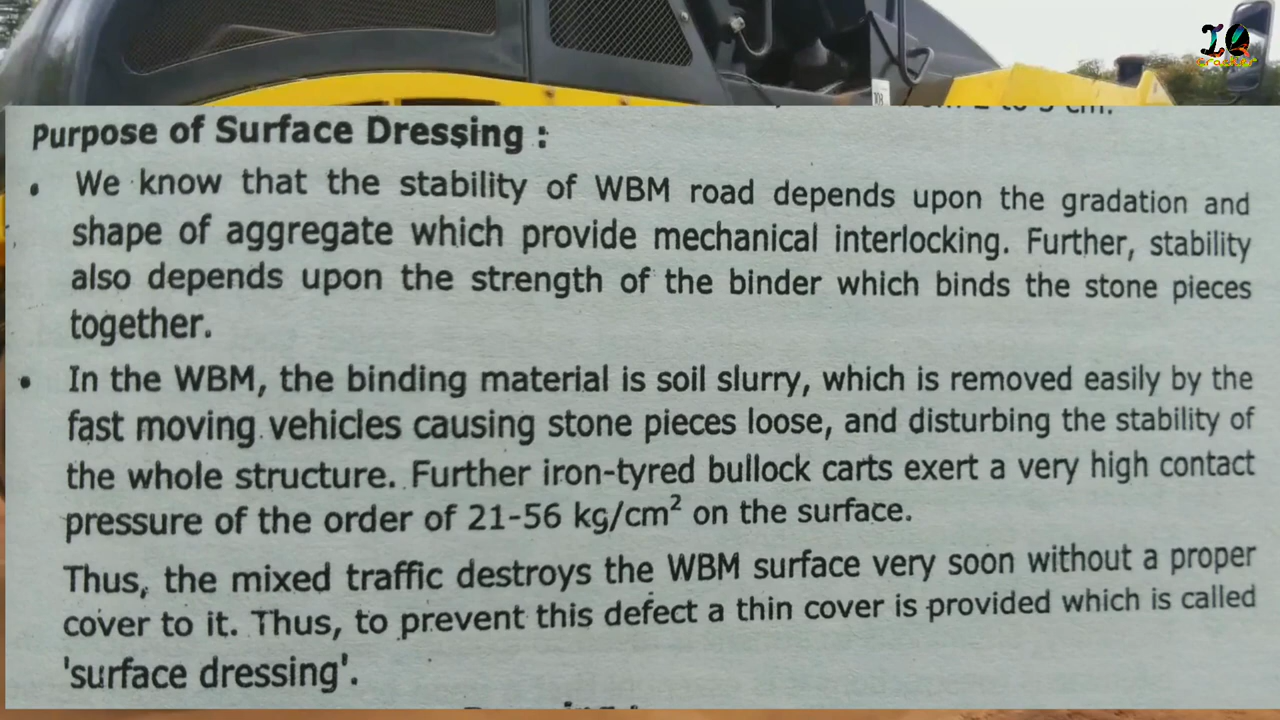 IQ
tracker
2 to 3 cm.
Purpose of Surface Dressing :
• We know that the stability of WBM road depends upon the gradation and
shape of aggregate which provide mechanical interlocking. Further, stability
also depends upon the strength of the binder which binds the stone pieces
together.
• In the WBM, the binding material is soil slurry, which is removed easily by the
fast moving vehicles causing stone pieces loose, and disturbing the stability of
the whole structure. Further iron-tyred bullock carts exert a very high contact
pressure of the order of 21-56 kg/cm² on the surface.
Thus, the mixed traffic destroys the WBM surface very soon without a proper
cover to it. Thus, to prevent this defect a thin cover is provided which is called
'surface dressing'.